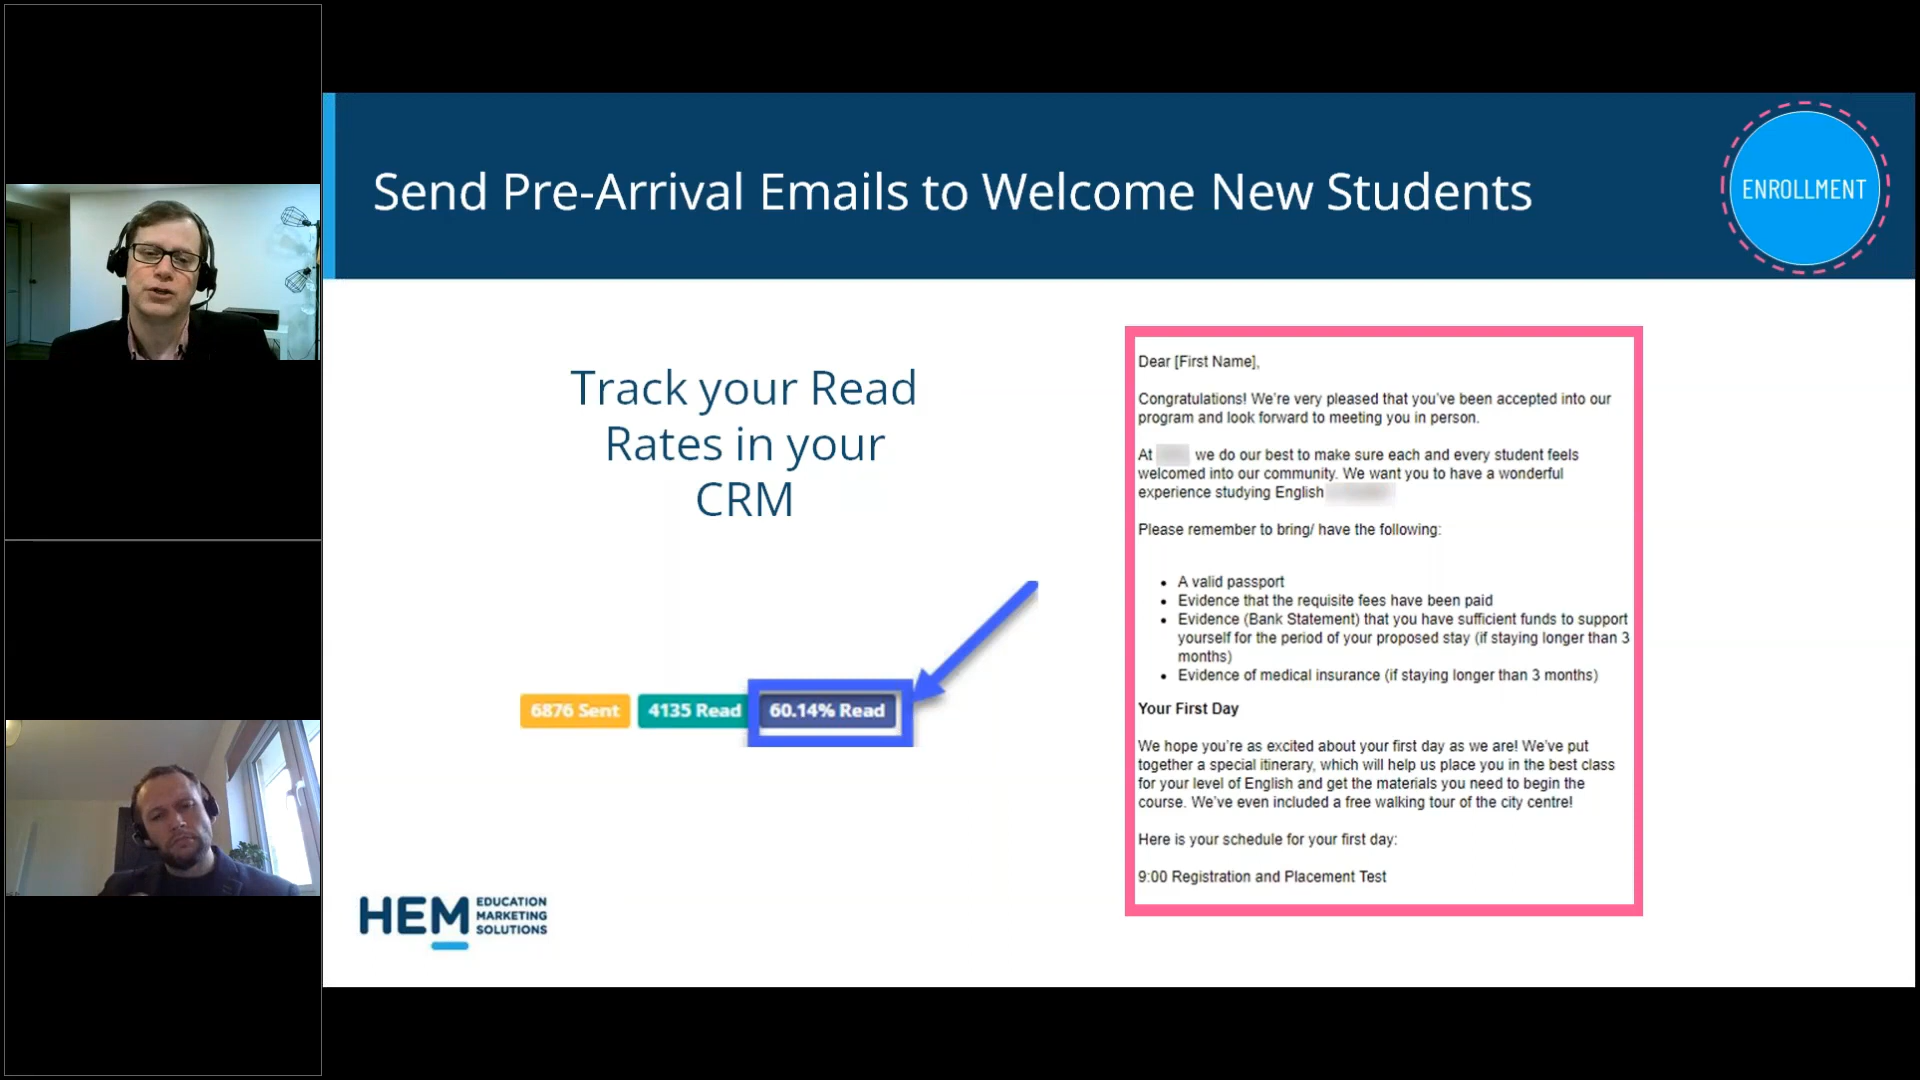 Send Pre-Arrival Emails to Welcome New Students
ENROLLMENT
Track your Read
Rates in your
CRM
6876 Sent
4135 Read
60.14% Read
Dear [First Name],
Congratulations! We're very pleased that you've been accepted into our
program and look forward to meeting you in person.
At we do our best to make sure each and every student feels
welcomed into our community. We want you to have a wonderful
experience studying English
Please remember to bring/ have the following:
• A valid passport
• Evidence that the requisite fees have been paid
• Evidence (Bank Statement) that you have sufficient funds to support
yourself for the period of your proposed stay (if staying longer than 3
months)
• Evidence of medical insurance (if staying longer than 3 months)
Your First Day
We hope you're as excited about your first day as we are! We've put
together a special itinerary, which will help us place you in the best class
for your level of English and get the materials you need to begin the
course. We've even included a free walking tour of the city centre!
Here is your schedule for your first day:
9:00 Registration and Placement Test
HEM
EDUCATION
MARKETING
SOLUTIONS